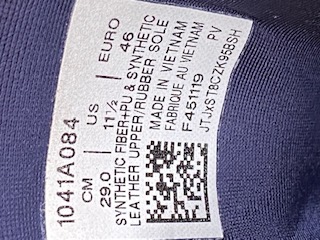 1041A084
CM | US | EURO
29.0 | 11½ | 46
SYNTHETIC FIBER+PU & SYNTHETIC
LEATHER UPPER/RUBBER SOLE
MADE IN VIETNAM
FABRIQUE AU VIETNAM
F451119 PV
JTJXST8CZK95BSH